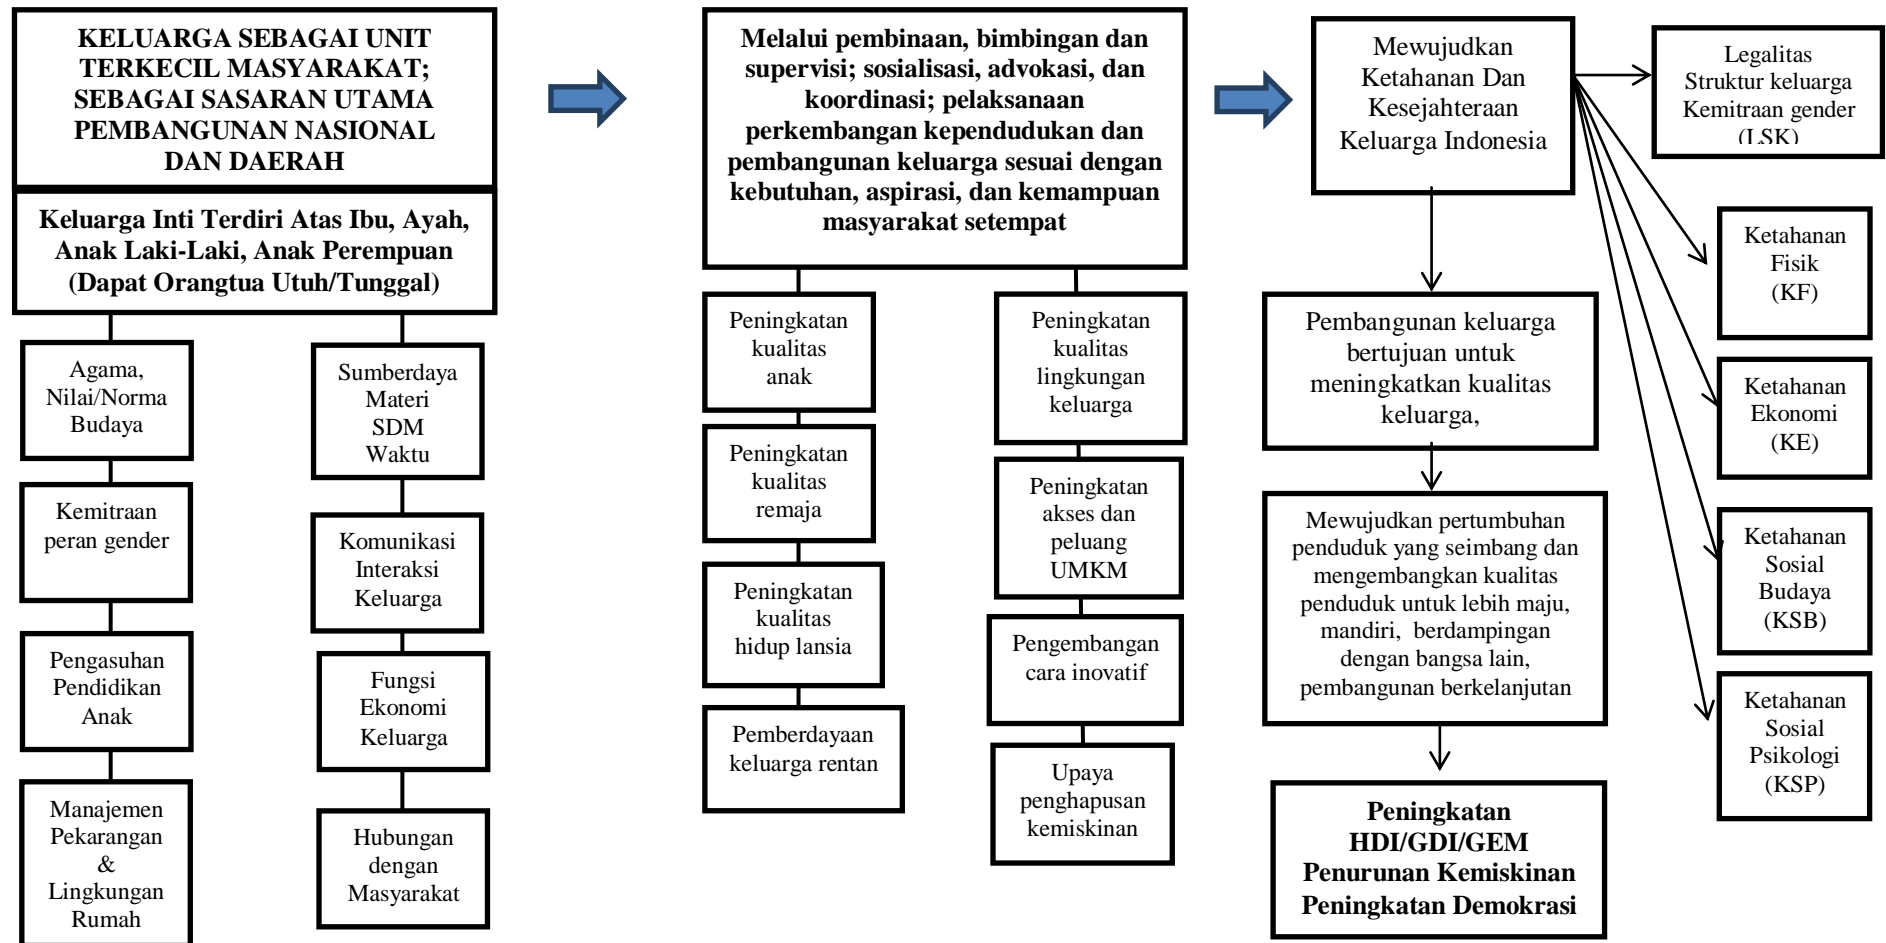 KELUARGA SEBAGAI UNIT
TERKECIL MASYARAKAT;
SEBAGAI SASARAN UTAMA
PEMBANGUNAN NASIONAL
DAN DAERAH
Keluarga Inti Terdiri Atas Ibu, Ayah,
Anak Laki-Laki, Anak Perempuan
(Dapat Orangtua Utuh/Tunggal)
Agama,
Nilai/Norma
Budaya
Kemitraan
peran gender
Pengasuhan
Pendidikan
Anak
Manajemen
Pekarangan
&
Lingkungan
Rumah
Sumberdaya
Materi
SDM
Waktu
Komunikasi
Interaksi
Keluarga
Fungsi
Ekonomi
Keluarga
Hubungan
dengan
Masyarakat
Melalui pembinaan, bimbingan dan
supervisi; sosialisasi, advokasi, dan
koordinasi; pelaksanaan
perkembangan kependudukan dan
pembangunan keluarga sesuai dengan
kebutuhan, aspirasi, dan kemampuan
masyarakat setempat
Peningkatan
kualitas
anak
Peningkatan
kualitas
remaja
Peningkatan
kualitas
hidup lansia
Pemberdayaan
keluarga rentan
Peningkatan
kualitas
lingkungan
keluarga
Peningkatan
akses dan
peluang
UMKM
Pengembangan
cara inovatif
Upaya
penghapusan
kemiskinan
Mewujudkan
Ketahanan Dan
Kesejahteraan
Keluarga Indonesia
Pembangunan keluarga
bertujuan untuk
meningkatkan kualitas
keluarga,
Mewujudkan pertumbuhan
penduduk yang seimbang dan
mengembangkan kualitas
penduduk untuk lebih maju,
mandiri, berdampingan
dengan bangsa lain,
pembangunan berkelanjutan
Peningkatan
HDI/GDI/GEM
Penurunan Kemiskinan
Peningkatan Demokrasi
Legalitas
Struktur keluarga
Kemitraan gender
(LSK)
Ketahanan
Fisik
(KF)
Ketahanan
Ekonomi
(KE)
Ketahanan
Sosial
Budaya
(KSB)
Ketahanan
Sosial
Psikologi
(KSP)